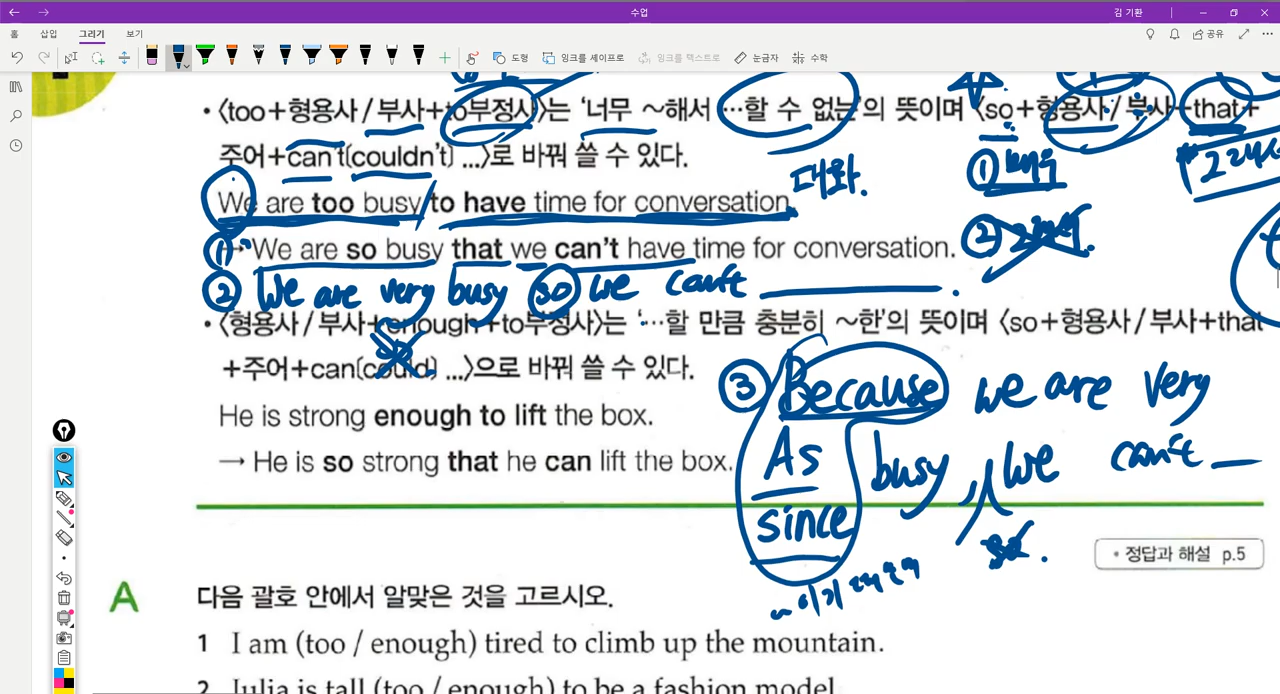 수업
김 기환
홈 삽입 그리기 보기
공유
도형 잉크를 셰이프로 잉크를 텍스트로 눈금자 수학
• 〈too+형용사/부사+to부정사〉는 '너무 ~해서 …할 수 없는'의 뜻이며 〈so+형용사/부사+that+
주어+can't(couldn't) …〉로 바꿔 쓸 수 있다.
대화.
① 매우
We are too busy / to have time for conversation.
① → We are so busy that we can't have time for conversation.
② 그래서.
② We are very busy so we can't ________ .
• 〈형용사/부사+enough+to부정사〉는 '…할 만큼 충분히 ~한'의 뜻이며 〈so+형용사/부사+that
+주어+can(could) …〉으로 바꿔 쓸 수 있다.
so
③ Because we are very
He is strong enough to lift the box.
As busy, we can't __
→ He is so strong that he can lift the box.
since
so.
~이기 때문에
• 정답과 해설 p.5
A 다음 괄호 안에서 알맞은 것을 고르시오.
1 I am (too / enough) tired to climb up the mountain.
2 Julia is tall (too / enough) to be a fashion model.